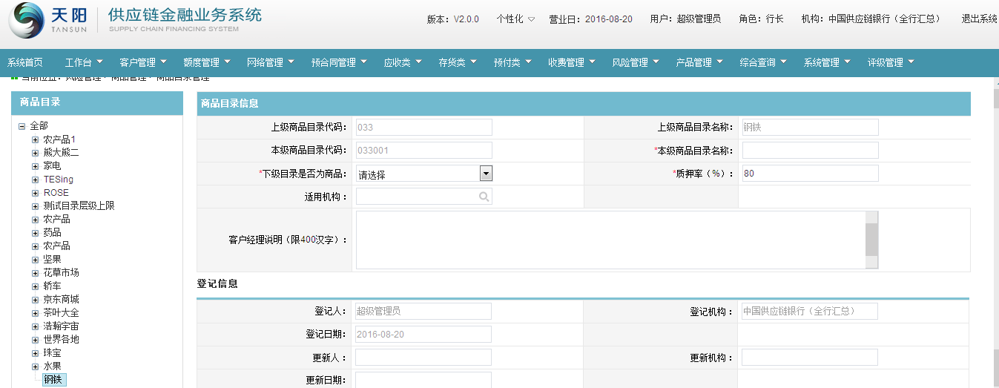 天阳 TANSUN 供应链金融业务系统 SUPPLY CHAIN FINANCING SYSTEM
版本：V2.0.0 个性化 营业日：2016-08-20 用户：超级管理员 角色：行长 机构：中国供应链银行（全行汇总） 退出系统
系统首页 工作台 客户管理 额度管理 网络管理 预合同管理 应收类 存货类 预付类 收费管理 风险管理 产品管理 综合查询 系统管理 评级管理
当前位置：风险管理 商品管理 商品目录管理
商品目录
全部
农产品1
熊大熊二
家电
TESing
ROSE
测试目录层级上限
农产品
药品
农产品
坚果
花草市场
轿车
京东商城
茶叶大全
浩瀚宇宙
世界各地
珠宝
水果
钢铁
商品目录信息
上级商品目录代码： 033 上级商品目录名称： 钢铁
本级商品目录代码： 033001 *本级商品目录名称：
*下级目录是否为商品： 请选择 *质押率（%）： 80
适用机构：
客户经理说明（限400汉字）：
登记信息
登记人： 超级管理员 登记机构： 中国供应链银行（全行汇总）
登记日期： 2016-08-20
更新人： 更新机构：
更新日期：